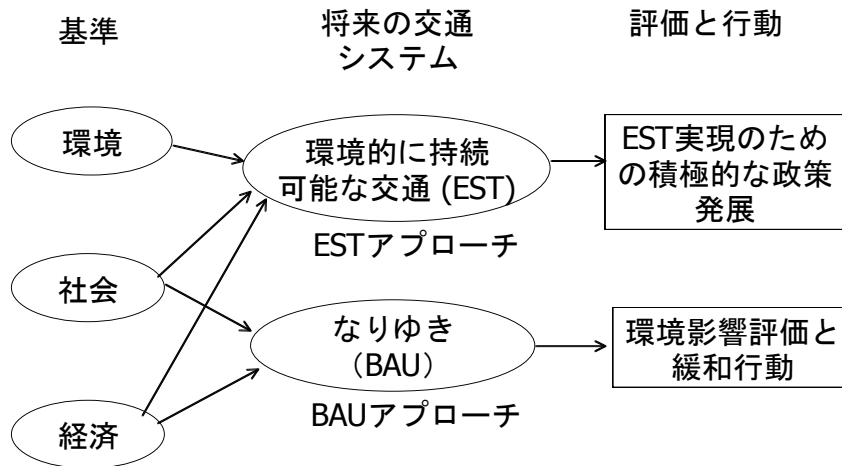 基準
将来の交通
システム
評価と行動
環境
環境的に持続
可能な交通 (EST)
EST実現のため
の積極的な政策
発展
ESTアプローチ
社会
なりゆき
（BAU）
環境影響評価と
緩和行動
BAUアプローチ
経済